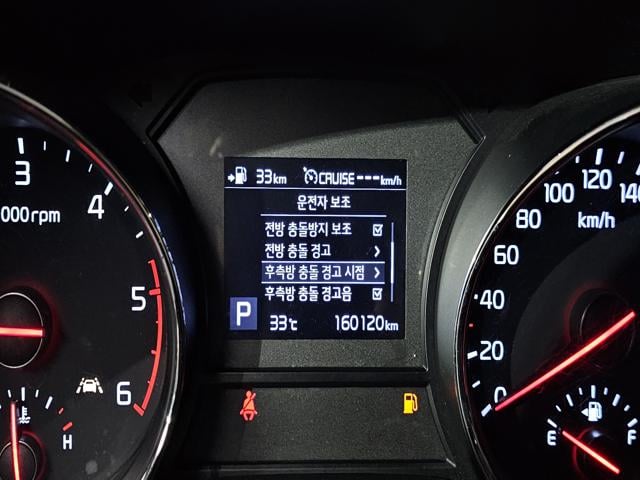 33km CRUISE---km/h
운전자 보조
전방 충돌방지 보조
전방 충돌 경고
후측방 충돌 경고 시점
후측방 충돌 경고음
P 33℃ 160120km
3
4
5
6
000rpm
H
0
20
40
60
80
100
120
140
km/h
E F